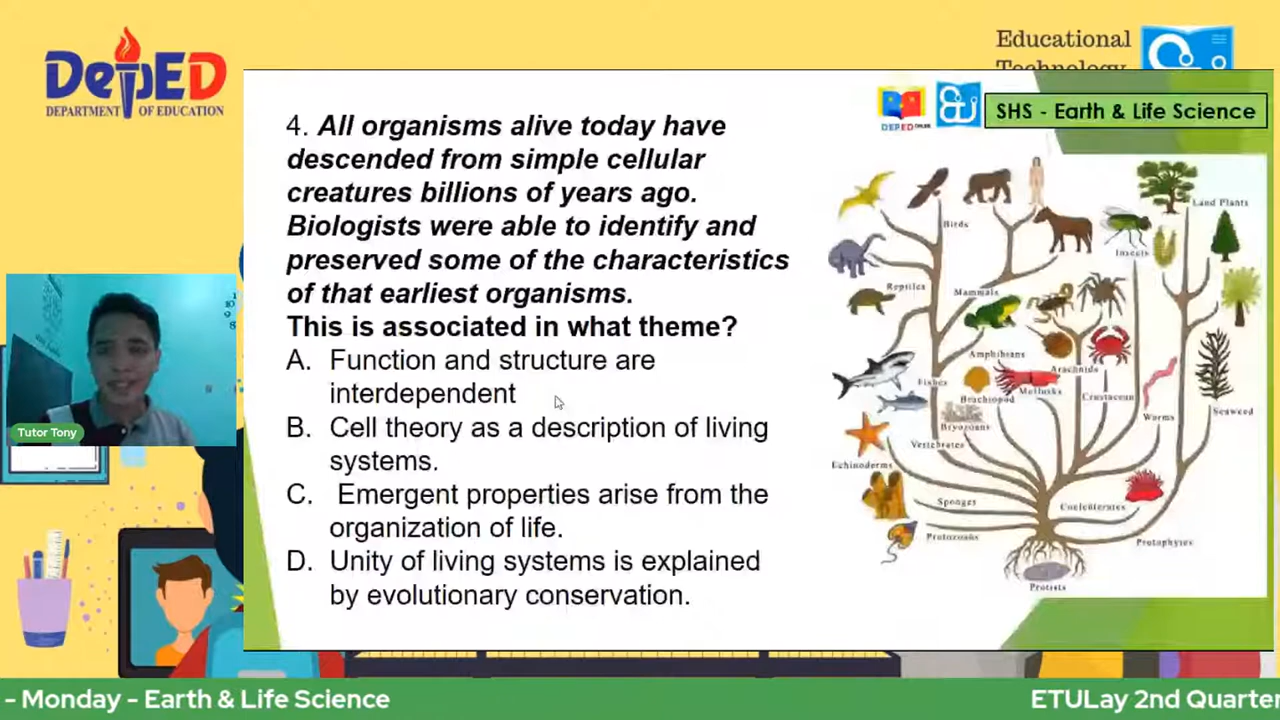 DepED
DEPARTMENT OF EDUCATION
Educational
Technology
DEPED
SHS - Earth & Life Science
4. All organisms alive today have
descended from simple cellular
creatures billions of years ago.
Biologists were able to identify and
preserved some of the characteristics
of that earliest organisms.
This is associated in what theme?
A. Function and structure are
interdependent
B. Cell theory as a description of living
systems.
C. Emergent properties arise from the
organization of life.
D. Unity of living systems is explained
by evolutionary conservation.
Land Plants
Birds
Insects
Reptiles
Mammals
Amphibians
Arachnids
Fishes
Mollusks
Brachiopod
Crustacean
Seaweed
Worms
Bryozoans
Vertebrates
Echinoderms
Sponges
Coelenterates
Protozoans
Protophytes
Protists
Tutor Tony
- Monday - Earth & Life Science
ETULay 2nd Quarter